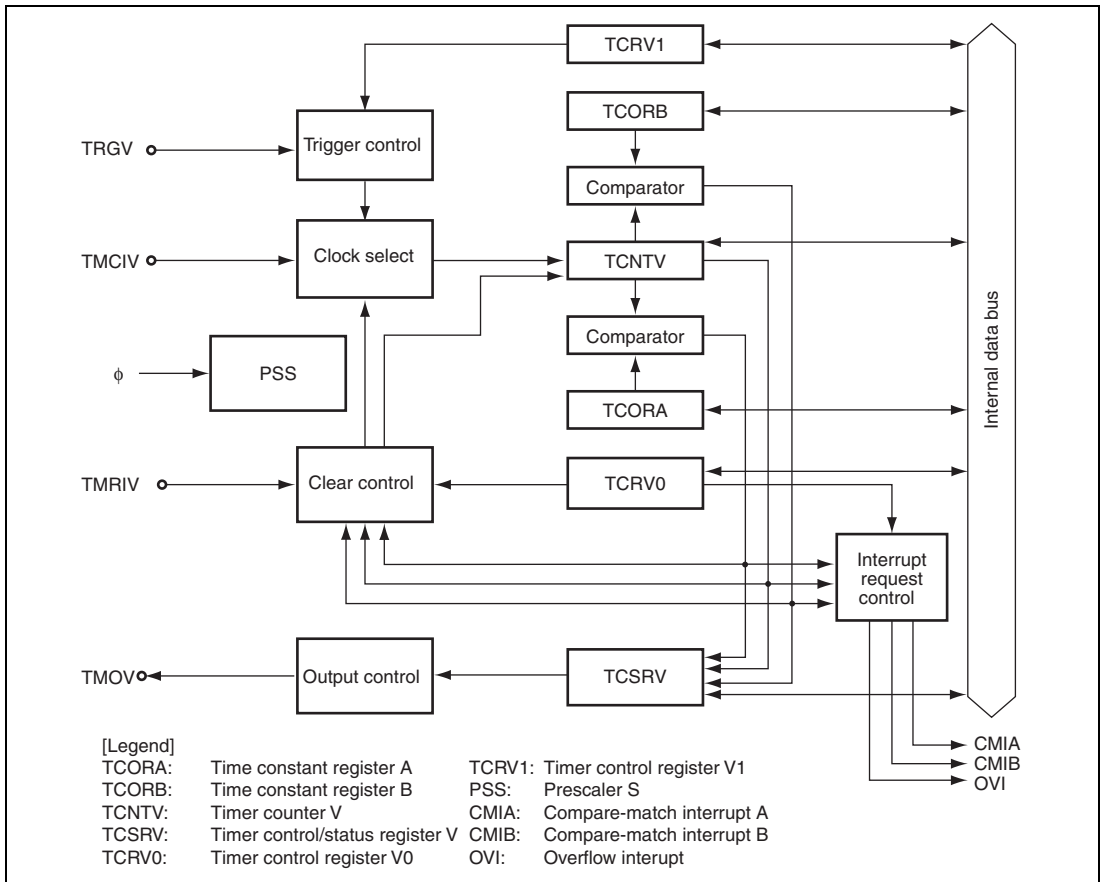 TCRV1
TCORB
TRGV
Trigger control
Comparator
TMCIV
Clock select
TCNTV
Comparator
φ
PSS
TCORA
Internal data bus
TMRIV
Clear control
TCRV0
Interrupt
request
control
TMOV
Output control
TCSRV
CMIA
CMIB
OVI
[Legend]
TCORA: Time constant register A
TCORB: Time constant register B
TCNTV: Timer counter V
TCSRV: Timer control/status register V
TCRV0: Timer control register V0
TCRV1: Timer control register V1
PSS: Prescaler S
CMIA: Compare-match interrupt A
CMIB: Compare-match interrupt B
OVI: Overflow interupt